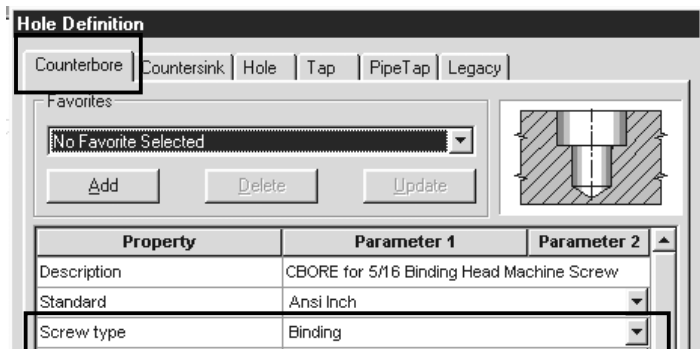 Hole Definition
Counterbore Countersink Hole Tap PipeTap Legacy
Favorites
No Favorite Selected
Add Delete Update
Property Parameter 1 Parameter 2
Description CBORE for 5/16 Binding Head Machine Screw
Standard Ansi Inch
Screw type Binding